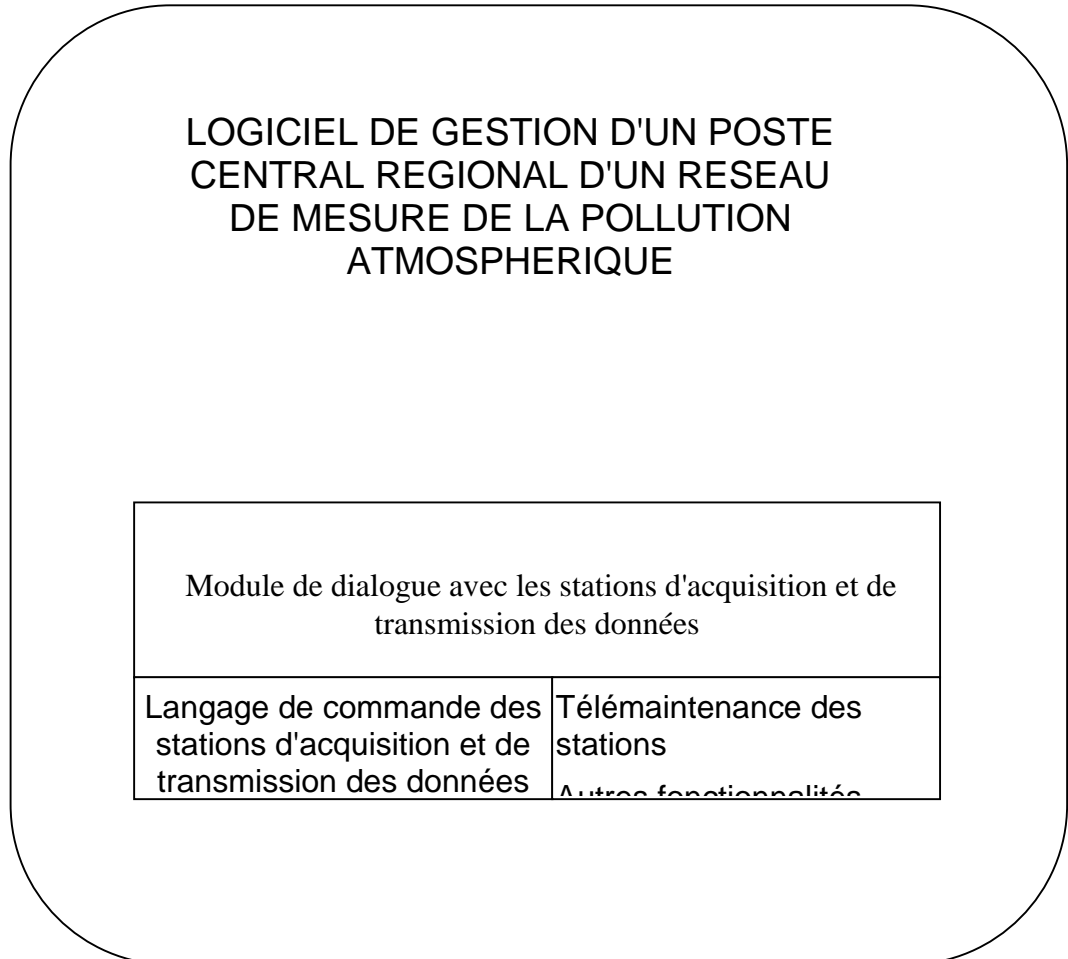 LOGICIEL DE GESTION D'UN POSTE
CENTRAL REGIONAL D'UN RESEAU
DE MESURE DE LA POLLUTION
ATMOSPHERIQUE
Module de dialogue avec les stations d'acquisition et de
transmission des données
Langage de commande des
stations d'acquisition et de
transmission des données
Télémaintenance des
stations
Autres fonctionnalités